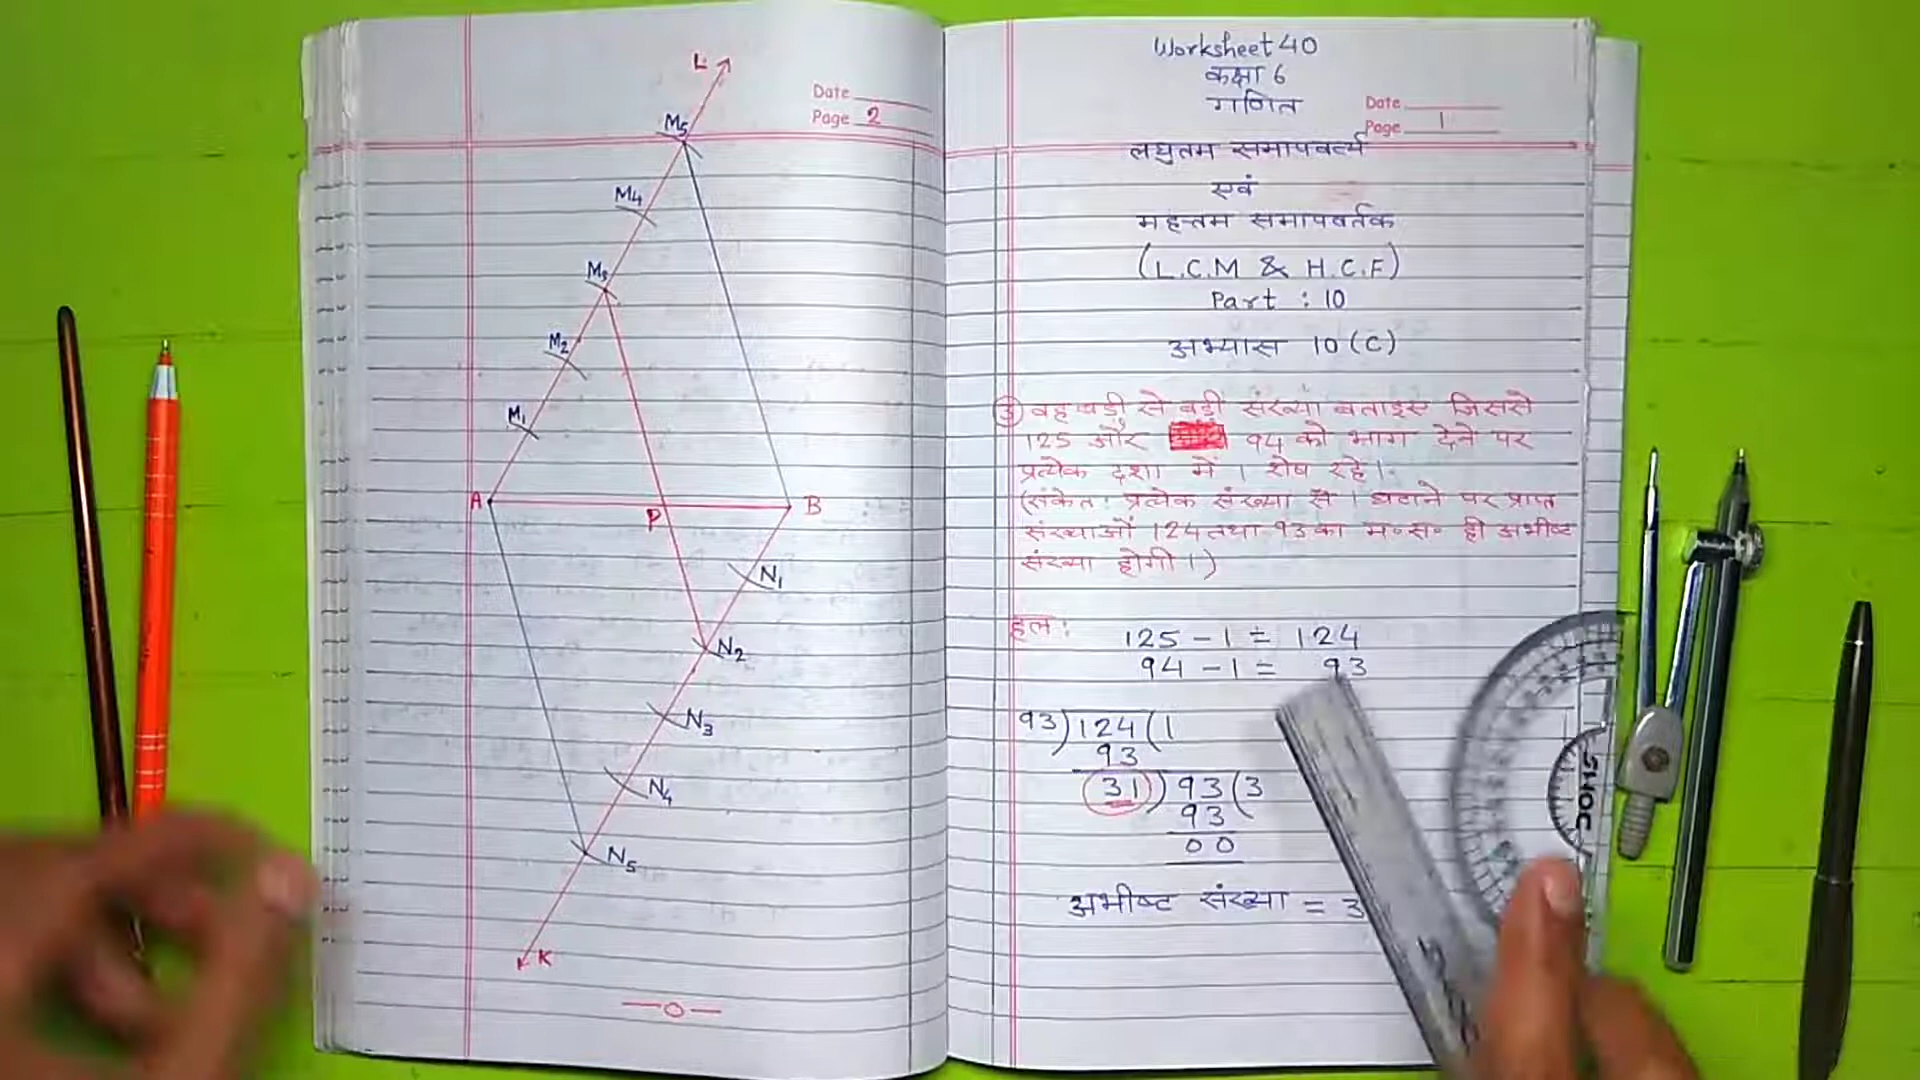 L
Date
Page 2
M5
M4
M3
M2
M1
A
P
B
N1
N2
N3
N4
N5
K
Worksheet 40
कक्षा 6
गणित
Date
Page 1
लघुतम समापवर्त्य
एवं
महत्तम समापवर्तक
(L.C.M & H.C.F)
Part : 10
अभ्यास 10 (C)
③ वह बड़ी से बड़ी संख्या बताइए जिससे
125 और 94 को भाग देने पर
प्रत्येक दशा में 1 शेष रहे।
(संकेत: प्रत्येक संख्या से 1 घटाने पर प्राप्त
संख्याओं 124 तथा 93 का म॰स॰ ही अभीष्ट
संख्या होगी।)
हल:
125 - 1 = 124
94 - 1 = 93
93) 124 (1
93
31) 93 (3
93
00
अभीष्ट संख्या = 3